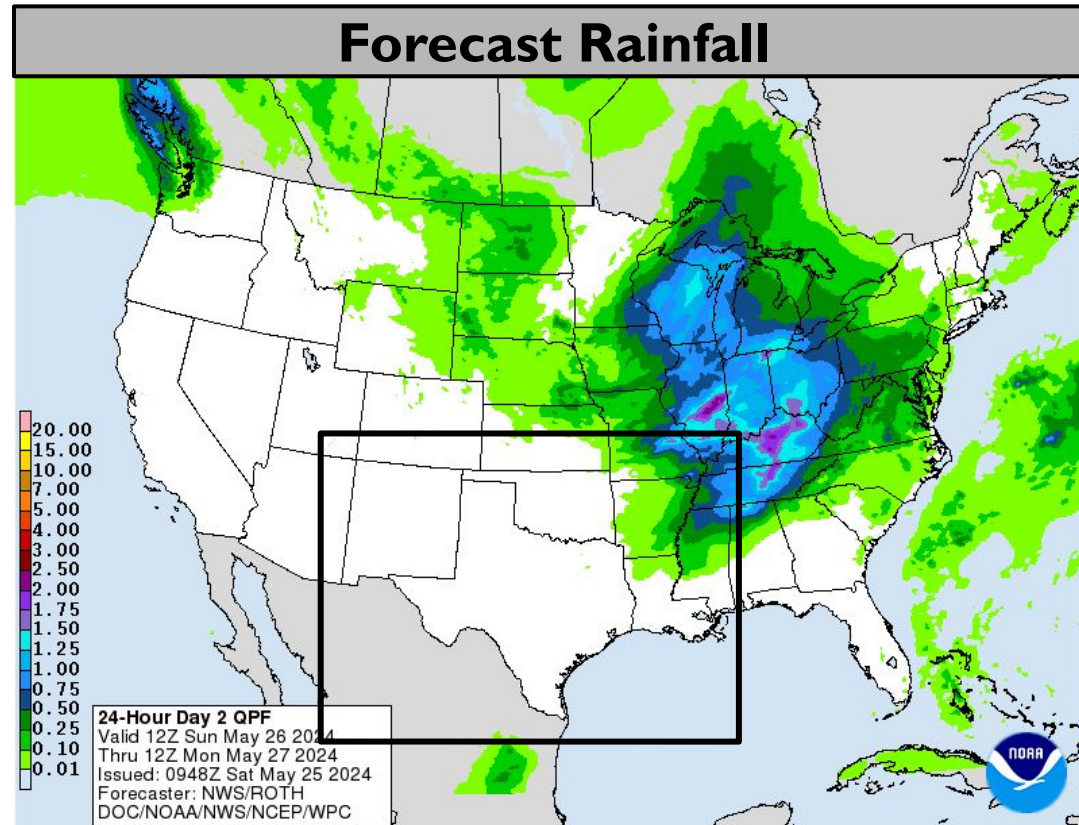 Forecast Rainfall
20.00
15.00
10.00
7.00
5.00
4.00
3.00
2.50
2.00
1.75
1.50
1.25
1.00
0.75
0.50
0.25
0.10
0.01
24-Hour Day 2 QPF
Valid 12Z Sun May 26 2024
Thru 12Z Mon May 27 2024
Issued: 0948Z Sat May 25 2024
Forecaster: NWS/ROTH
DOC/NOAA/NWS/NCEP/WPC
NOAA